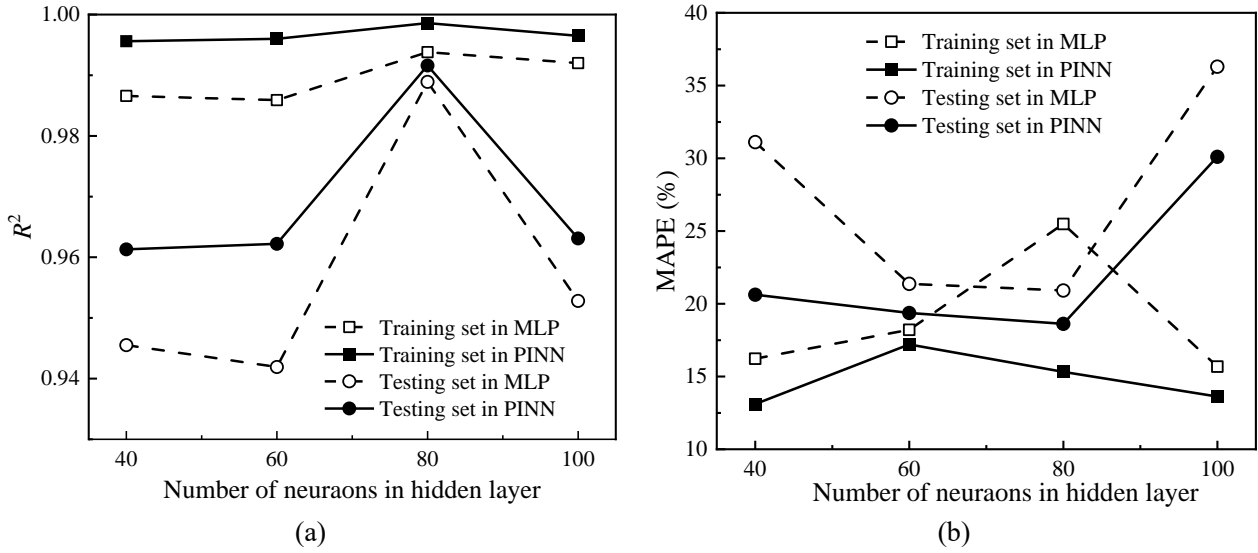 1.00
0.98
0.96
0.94
R²
Training set in MLP
Training set in PINN
Testing set in MLP
Testing set in PINN
40
60
80
100
Number of neuraons in hidden layer
(a)
40
35
30
25
20
15
10
MAPE (%)
Training set in MLP
Training set in PINN
Testing set in MLP
Testing set in PINN
40
60
80
100
Number of neuraons in hidden layer
(b)